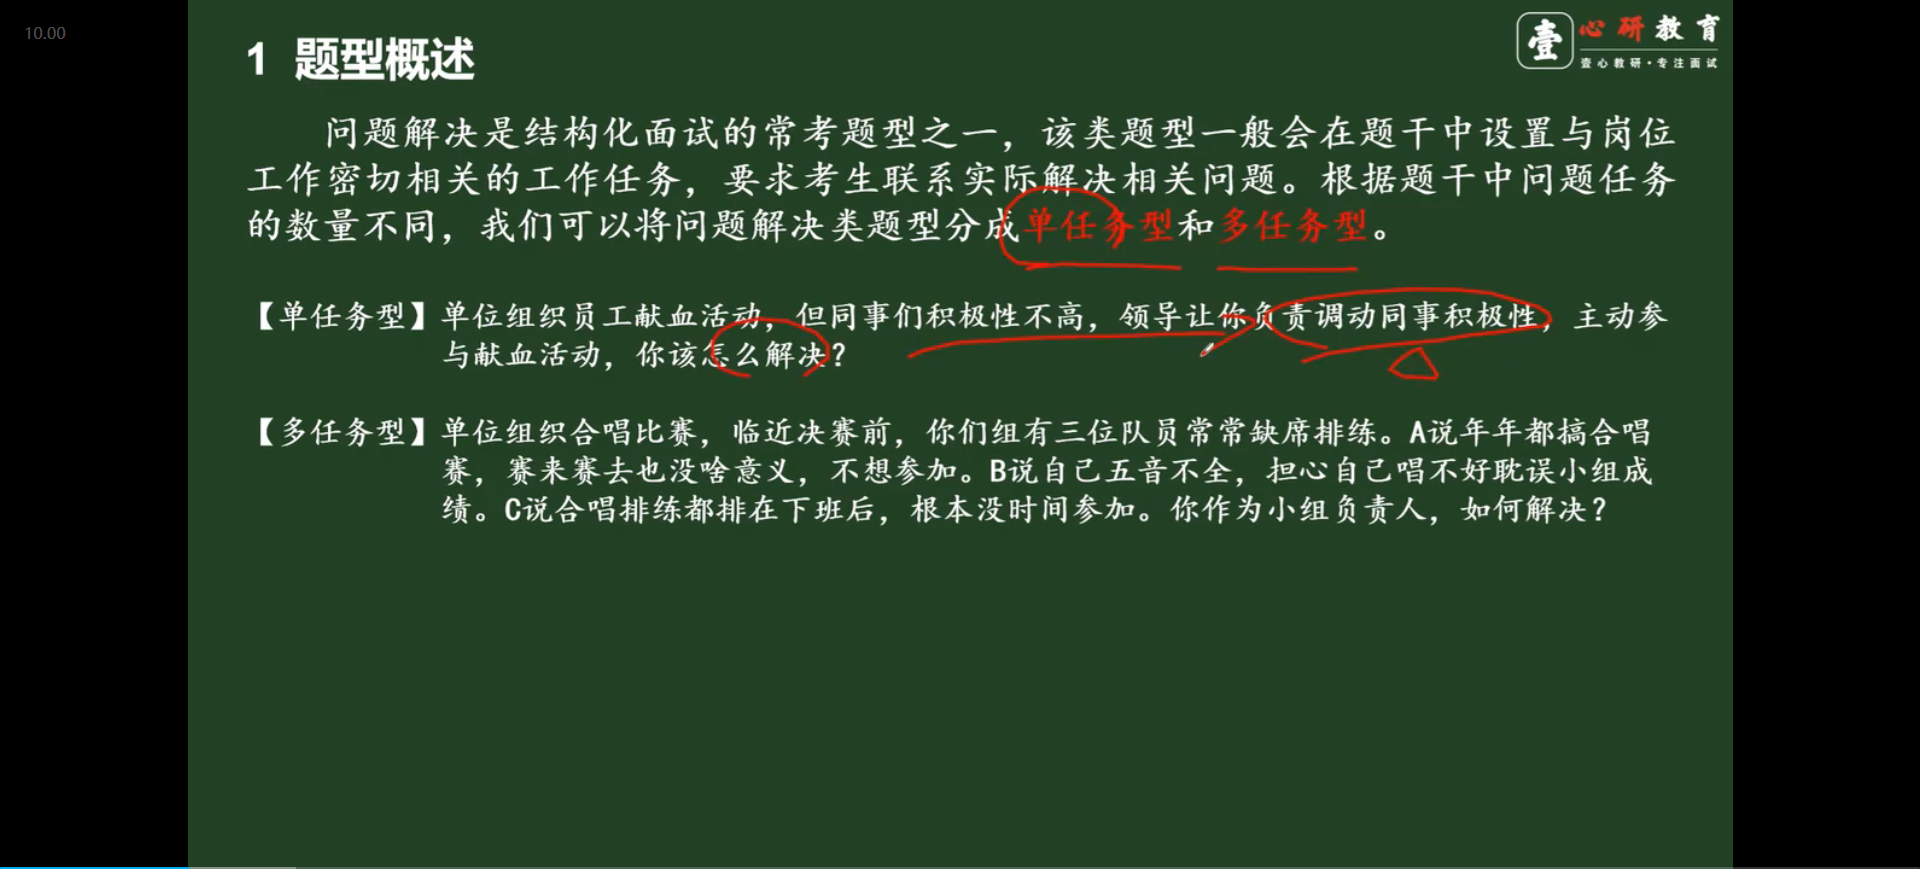 10.00
1 题型概述
壹
心研教育
壹心教研·专注面试
问题解决是结构化面试的常考题型之一，该类题型一般会在题干中设置与岗位
工作密切相关的工作任务，要求考生联系实际解决相关问题。根据题干中问题任务
的数量不同，我们可以将问题解决类题型分成单任务型和多任务型。
【单任务型】单位组织员工献血活动，但同事们积极性不高，领导让你负责调动同事积极性，主动参
与献血活动，你该怎么解决？
【多任务型】单位组织合唱比赛，临近决赛前，你们组有三位队员常常缺席排练。A说年年都搞合唱
赛，赛来赛去也没啥意义，不想参加。B说自己五音不全，担心自己唱不好耽误小组成
绩。C说合唱排练都排在下班后，根本没时间参加。你作为小组负责人，如何解决？